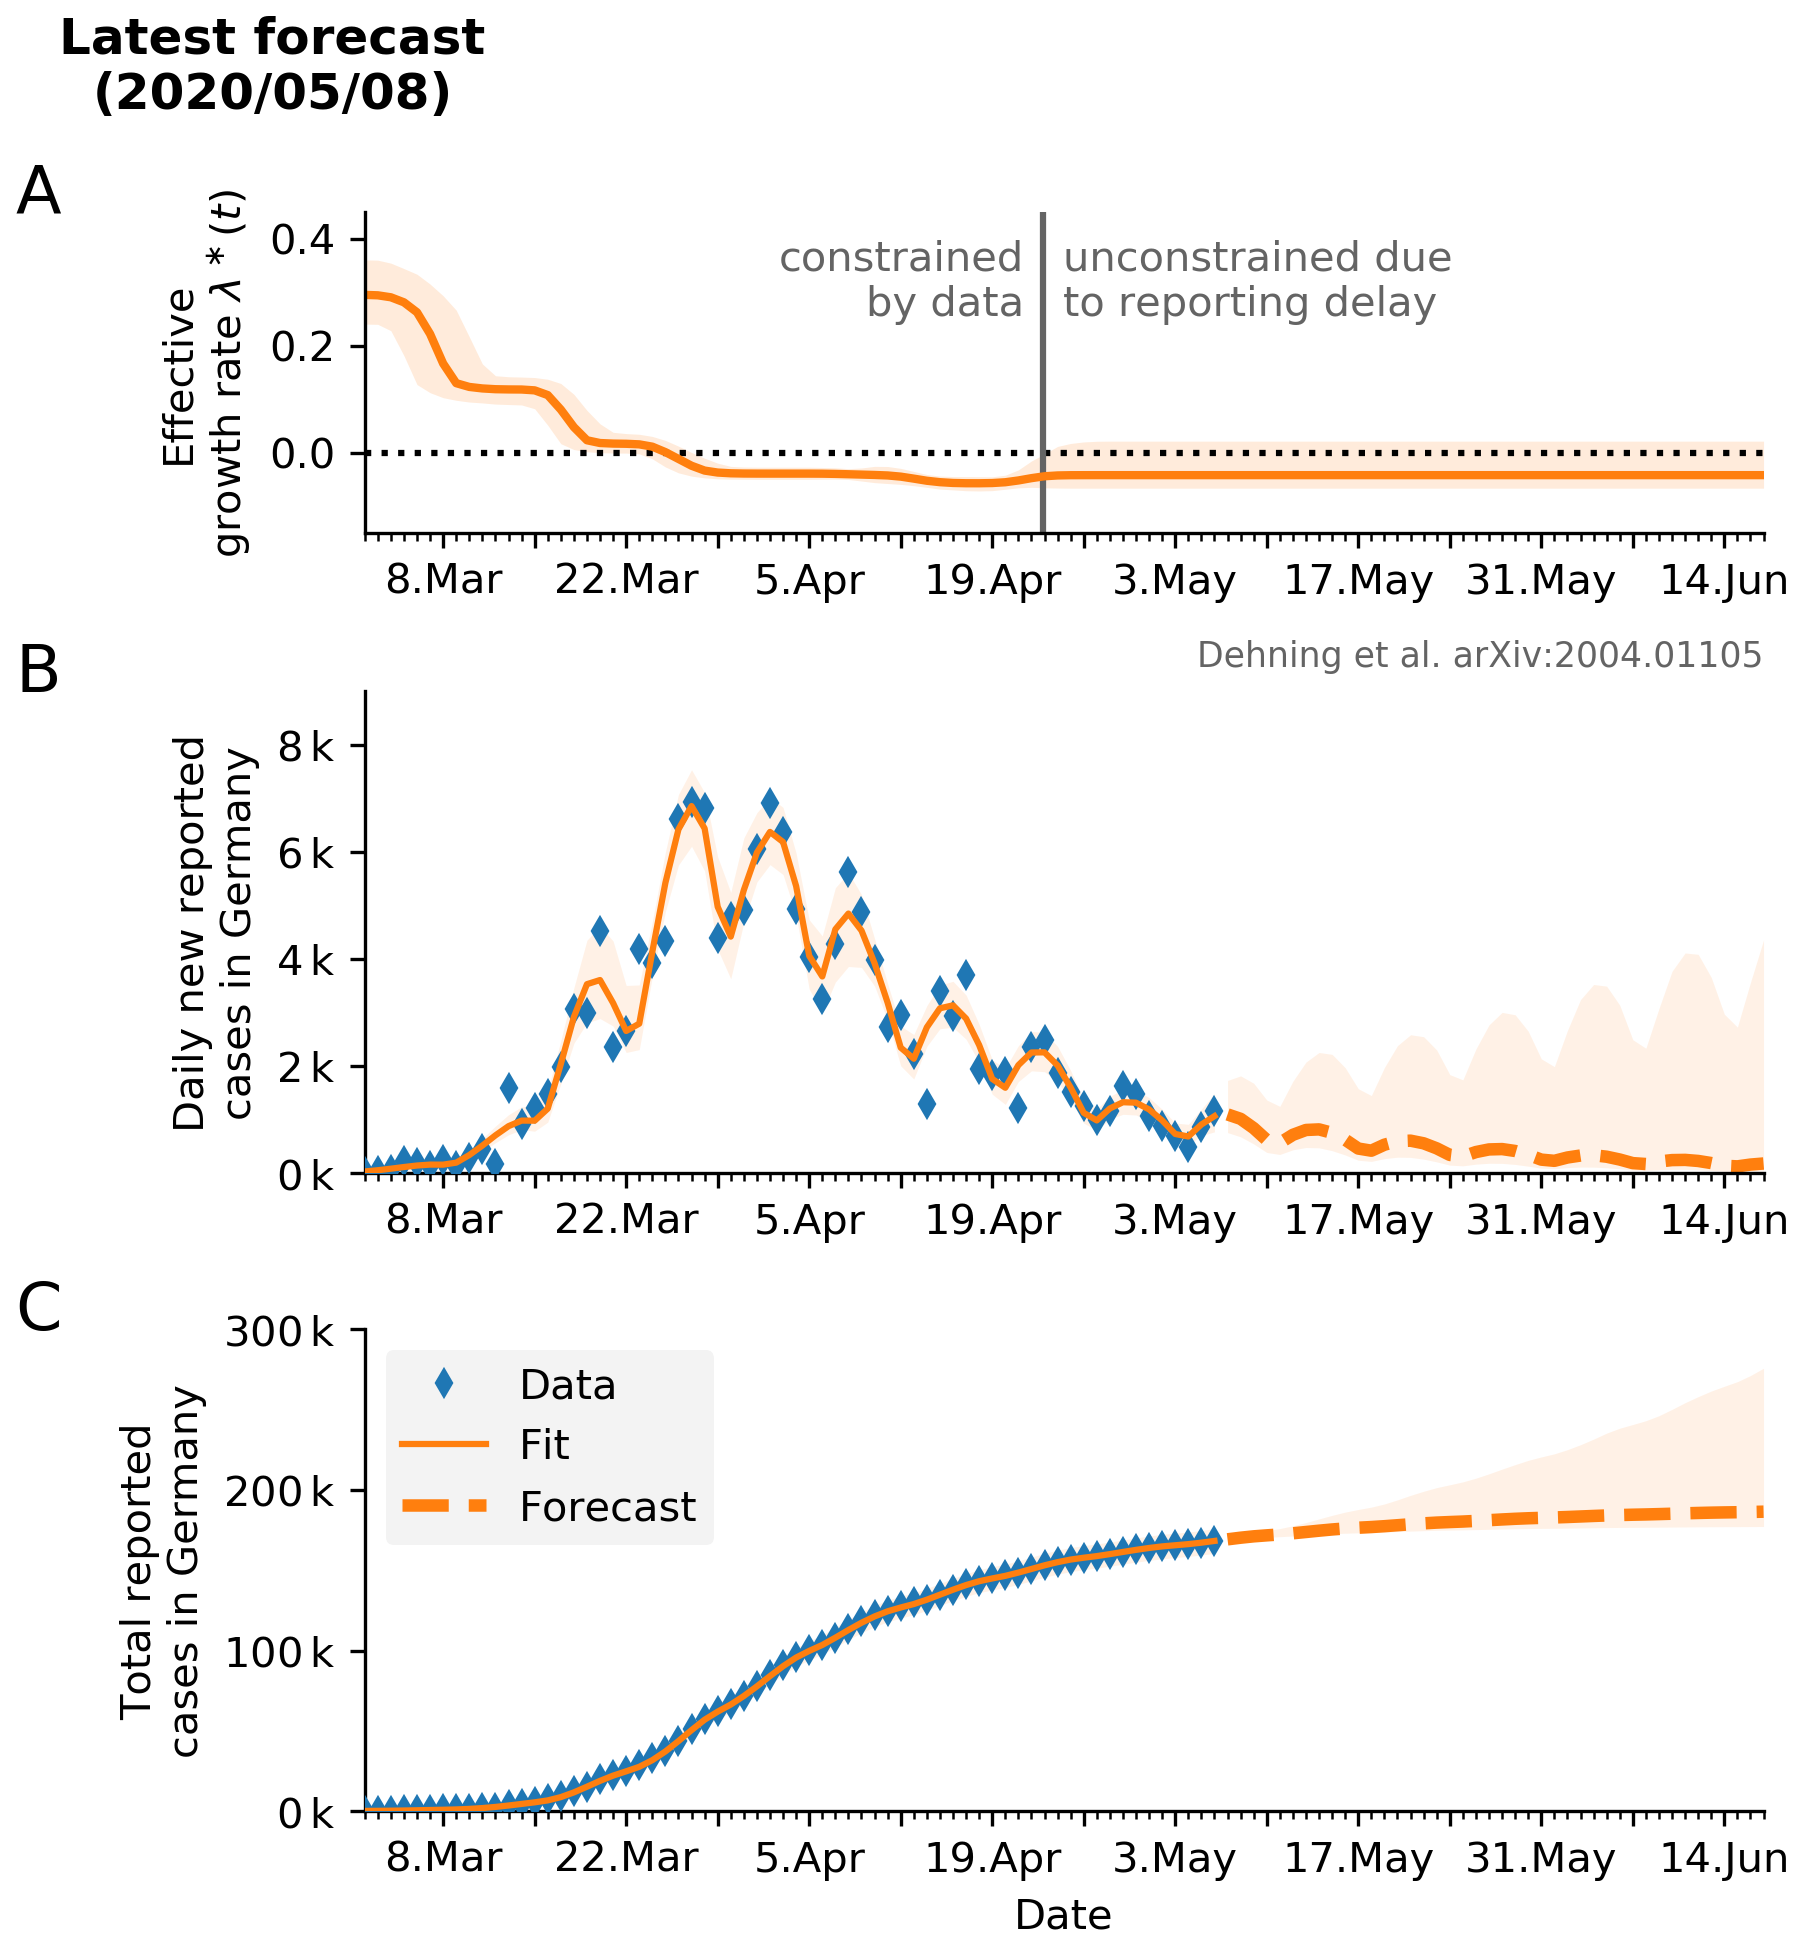 Latest forecast
(2020/05/08)
A
Effective
growth rate λ* (t)
0.4
0.2
0.0
constrained
by data
unconstrained due
to reporting delay
8.Mar 22.Mar 5.Apr 19.Apr 3.May 17.May 31.May 14.Jun
Dehning et al. arXiv:2004.01105
B
Daily new reported
cases in Germany
8 k
6 k
4 k
2 k
0 k
8.Mar 22.Mar 5.Apr 19.Apr 3.May 17.May 31.May 14.Jun
C
Total reported
cases in Germany
300 k
200 k
100 k
0 k
Data
Fit
Forecast
8.Mar 22.Mar 5.Apr 19.Apr 3.May 17.May 31.May 14.Jun
Date